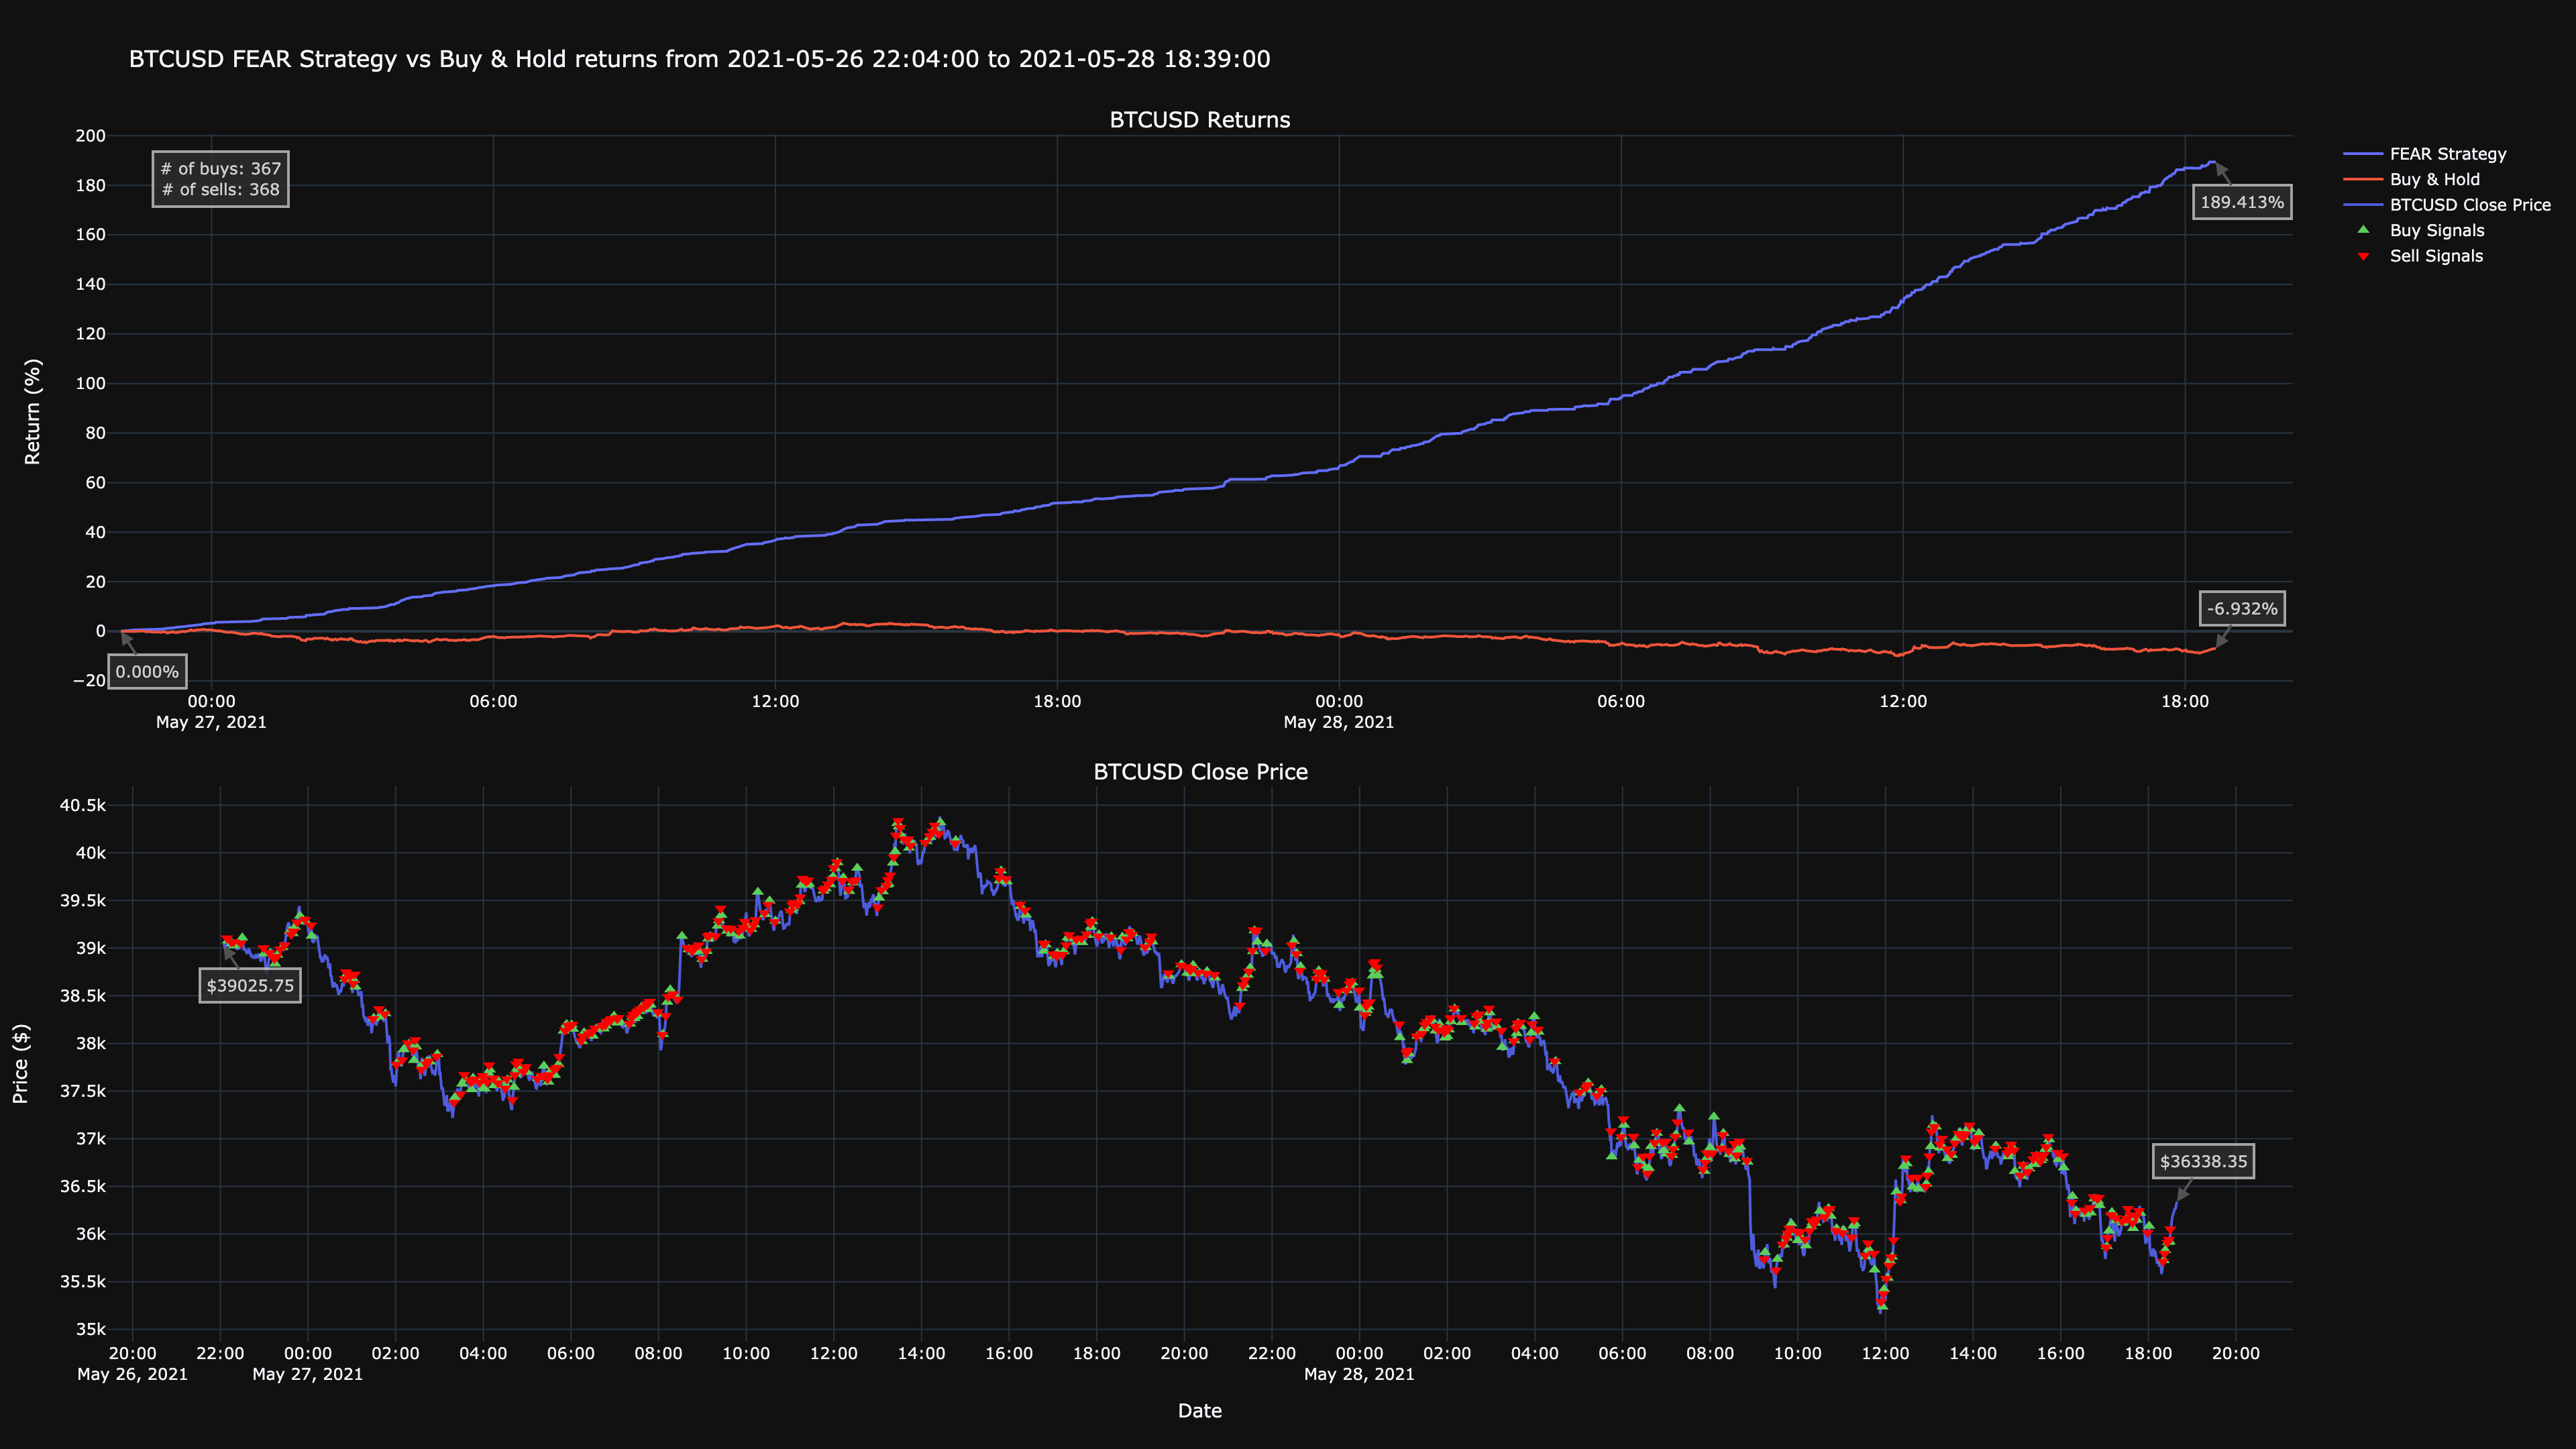 BTCUSD FEAR Strategy vs Buy & Hold returns from 2021-05-26 22:04:00 to 2021-05-28 18:39:00
BTCUSD Returns
Return (%)
200
180
160
140
120
100
80
60
40
20
0
−20
# of buys: 367
# of sells: 368
189.413%
-6.932%
0.000%
FEAR Strategy
Buy & Hold
BTCUSD Close Price
Buy Signals
Sell Signals
00:00 06:00 12:00 18:00 00:00 06:00 12:00 18:00
May 27, 2021 May 28, 2021
BTCUSD Close Price
Price ($)
40.5k
40k
39.5k
39k
38.5k
38k
37.5k
37k
36.5k
36k
35.5k
35k
$39025.75
$36338.35
20:00 22:00 00:00 02:00 04:00 06:00 08:00 10:00 12:00 14:00 16:00 18:00 20:00 22:00 00:00 02:00 04:00 06:00 08:00 10:00 12:00 14:00 16:00 18:00 20:00
May 26, 2021 May 27, 2021 May 28, 2021
Date